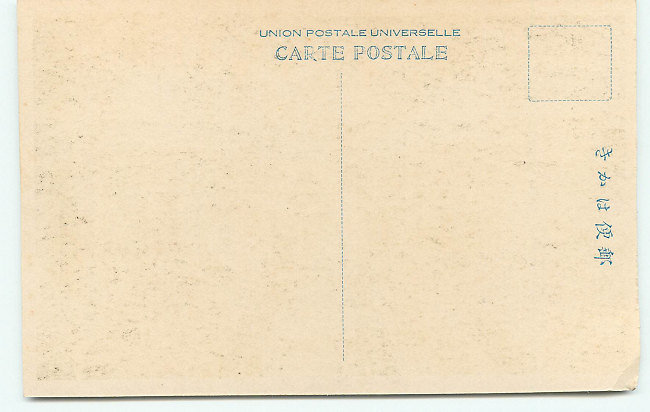 UNION POSTALE UNIVERSELLE
CARTE POSTALE
郵便はかき